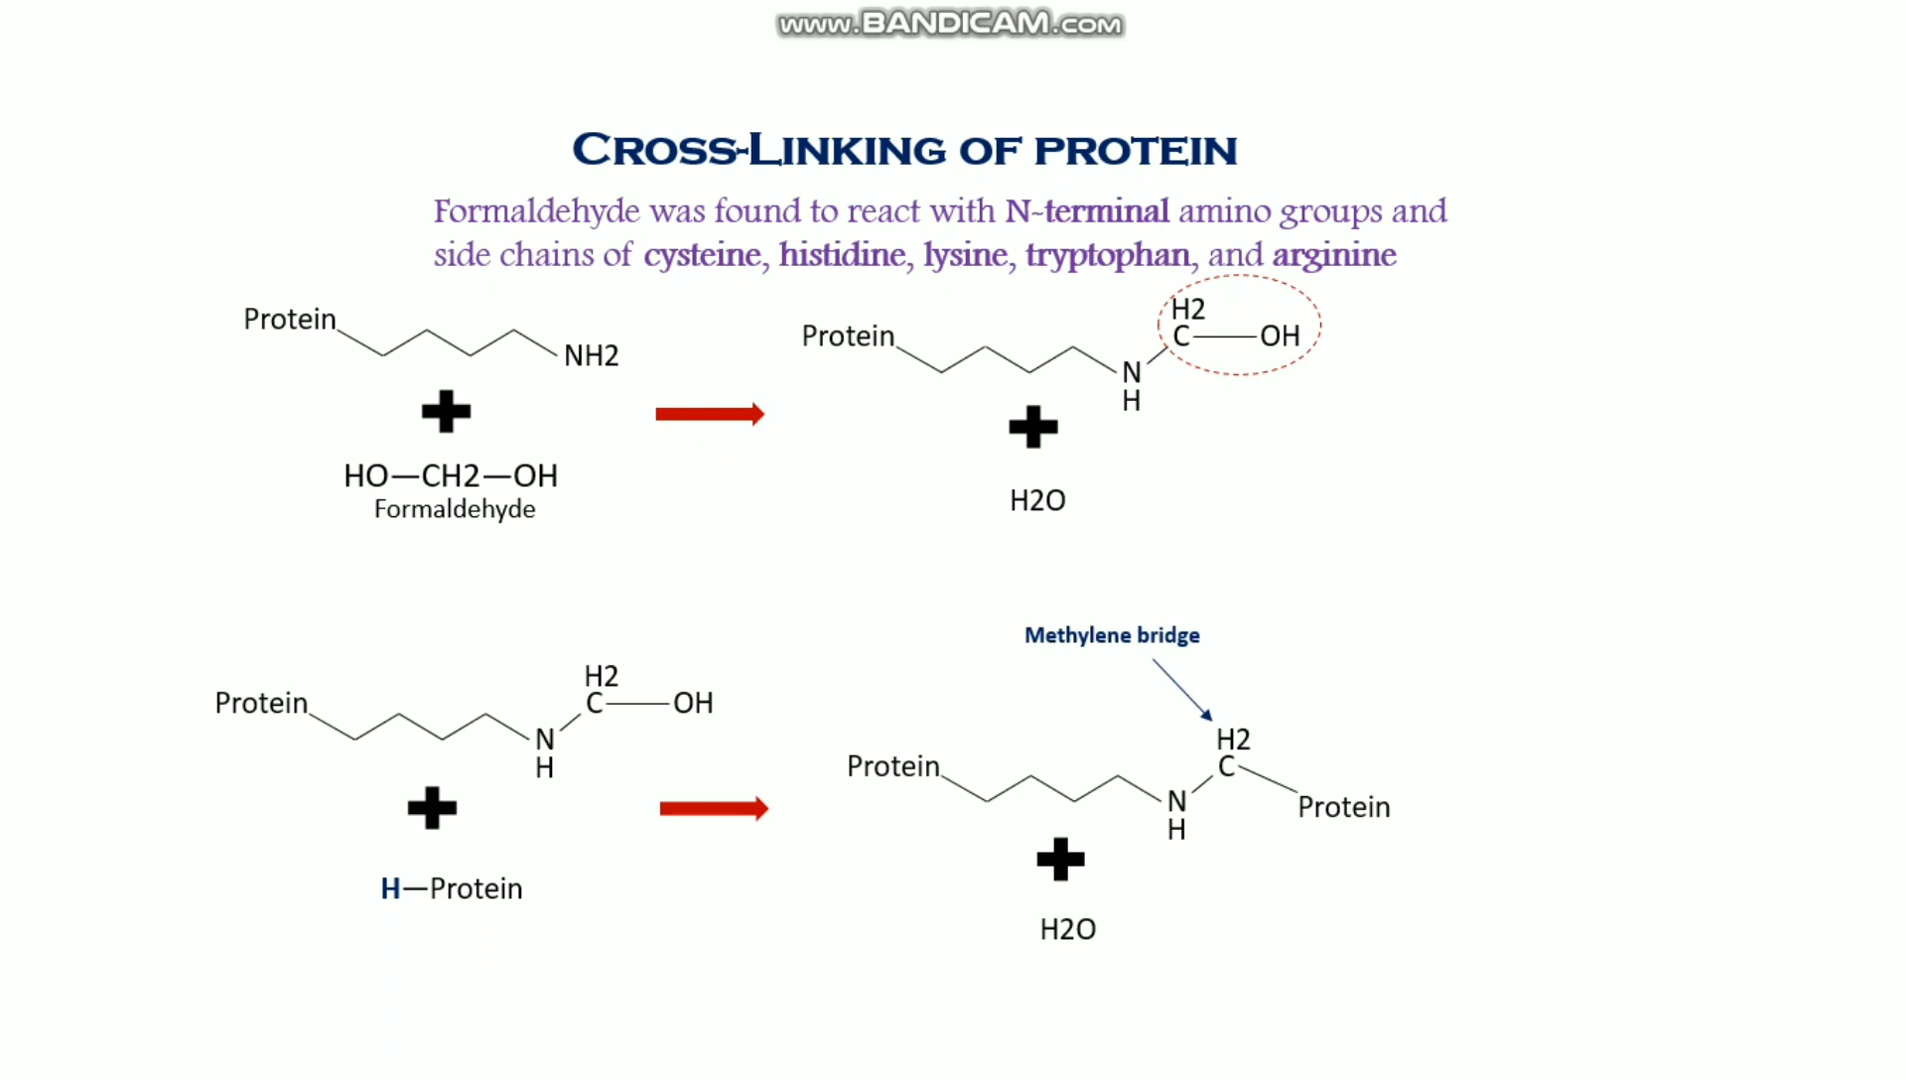 www.BANDICAM.com
Cross-Linking of protein
Formaldehyde was found to react with N-terminal amino groups and
side chains of cysteine, histidine, lysine, tryptophan, and arginine
Protein
NH2
HO—CH2—OH
Formaldehyde
Protein
H2
C
OH
N
H
H2O
Protein
H2
C
OH
N
H
H—Protein
Methylene bridge
Protein
H2
C
N
H
Protein
H2O